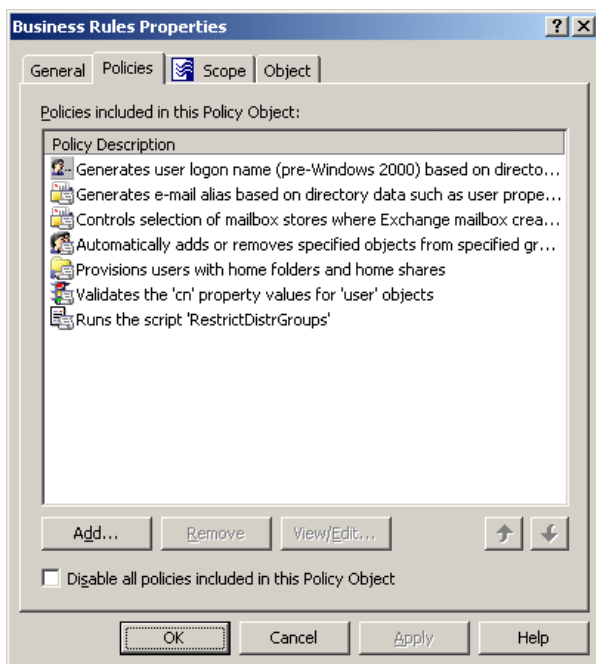 Business Rules Properties
General Policies Scope Object
Policies included in this Policy Object:
Policy Description
Generates user logon name (pre-Windows 2000) based on directo...
Generates e-mail alias based on directory data such as user prope...
Controls selection of mailbox stores where Exchange mailbox crea...
Automatically adds or removes specified objects from specified gr...
Provisions users with home folders and home shares
Validates the 'cn' property values for 'user' objects
Runs the script 'RestrictDistrGroups'
Add... Remove View/Edit...
Disable all policies included in this Policy Object
OK Cancel Apply Help